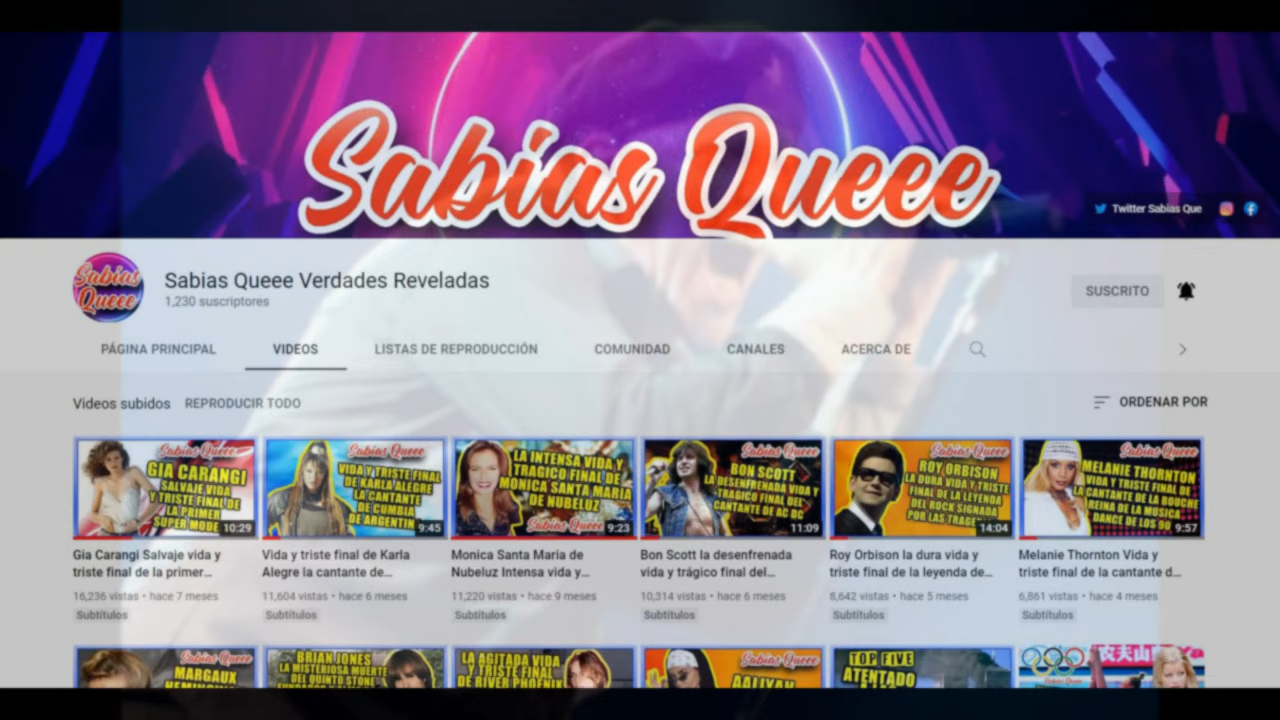 Sabias Queee
Twitter Sabias Que
Sabias Queee
Sabias Queee Verdades Reveladas
1,230 suscriptores
SUSCRITO
PÁGINA PRINCIPAL VIDEOS LISTAS DE REPRODUCCIÓN COMUNIDAD CANALES ACERCA DE
Videos subidos REPRODUCIR TODO
ORDENAR POR
Sabias Queee
GIA CARANGI
SALVAJE VIDA
Y TRISTE FINAL DE
LA PRIMER
SUPER MODE
10:29
Sabias Queee
VIDA Y TRISTE FINAL
DE KARLA ALEGRE
LA CANTANTE
DE CUMBIA
DE ARGENTIN
9:45
LA INTENSA VIDA Y
TRAGICO FINAL DE
MONICA SANTA MARIA
DE NUBELUZ
Sabias Queee
9:23
Sabias Queee
BON SCOTT
LA DESENFRENADA VIDA Y
TRAGICO FINAL DEL
CANTANTE DE AC DC
11:09
Sabias Queee
ROY ORBISON
LA DURA VIDA Y TRISTE
FINAL DE LA LEYENDA
DEL ROCK SIGNADA
POR LAS TRAGE
14:04
Sabias Queee
MELANIE THORNTON
VIDA Y TRISTE FINAL DE
LA CANTANTE DE LA BOUCHE
REINA DE LA MUSICA
DANCE DE LOS 90
9:57
Gia Carangi Salvaje vida y
triste final de la primer...
16,236 vistas • hace 7 meses
Subtítulos
Vida y triste final de Karla
Alegre la cantante de...
11,604 vistas • hace 6 meses
Subtítulos
Monica Santa Maria de
Nubeluz Intensa vida y...
11,220 vistas • hace 9 meses
Subtítulos
Bon Scott la desenfrenada
vida y trágico final del...
10,314 vistas • hace 6 meses
Subtítulos
Roy Orbison la dura vida y
triste final de la leyenda de...
8,642 vistas • hace 5 meses
Subtítulos
Melanie Thornton Vida y
triste final de la cantante d...
6,861 vistas • hace 4 meses
Subtítulos
Sabias Queee
MARGAUX
HEMINGWAY
BRIAN JONES
LA MISTERIOSA MUERTE
DEL QUINTO STONE
LA AGITADA VIDA
Y TRISTE FINAL
DE RIVER PHOENIX
Sabias Queee
AALIYAH
TOP FIVE
ATENTADO
Sabias Queee